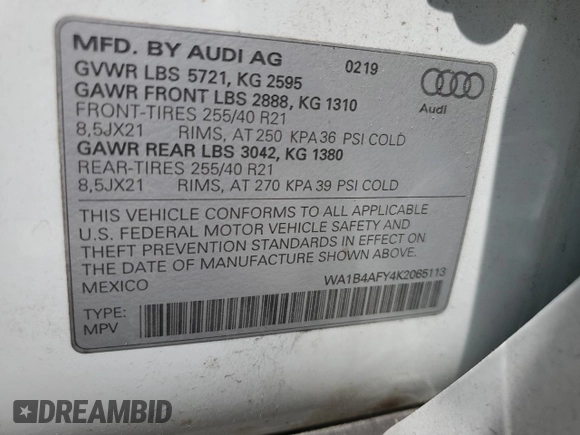 MFD. BY AUDI AG 0219
GVWR LBS 5721, KG 2595
GAWR FRONT LBS 2888, KG 1310
FRONT-TIRES 255/40 R21
8,5JX21 RIMS, AT 250 KPA 36 PSI COLD
GAWR REAR LBS 3042, KG 1380
REAR-TIRES 255/40 R21
8,5JX21 RIMS, AT 270 KPA 39 PSI COLD
Audi
THIS VEHICLE CONFORMS TO ALL APPLICABLE
U.S. FEDERAL MOTOR VEHICLE SAFETY AND
THEFT PREVENTION STANDARDS IN EFFECT ON
THE DATE OF MANUFACTURE SHOWN ABOVE.
MEXICO WA1B4AFY4K2065113
TYPE:
MPV
DREAMBID